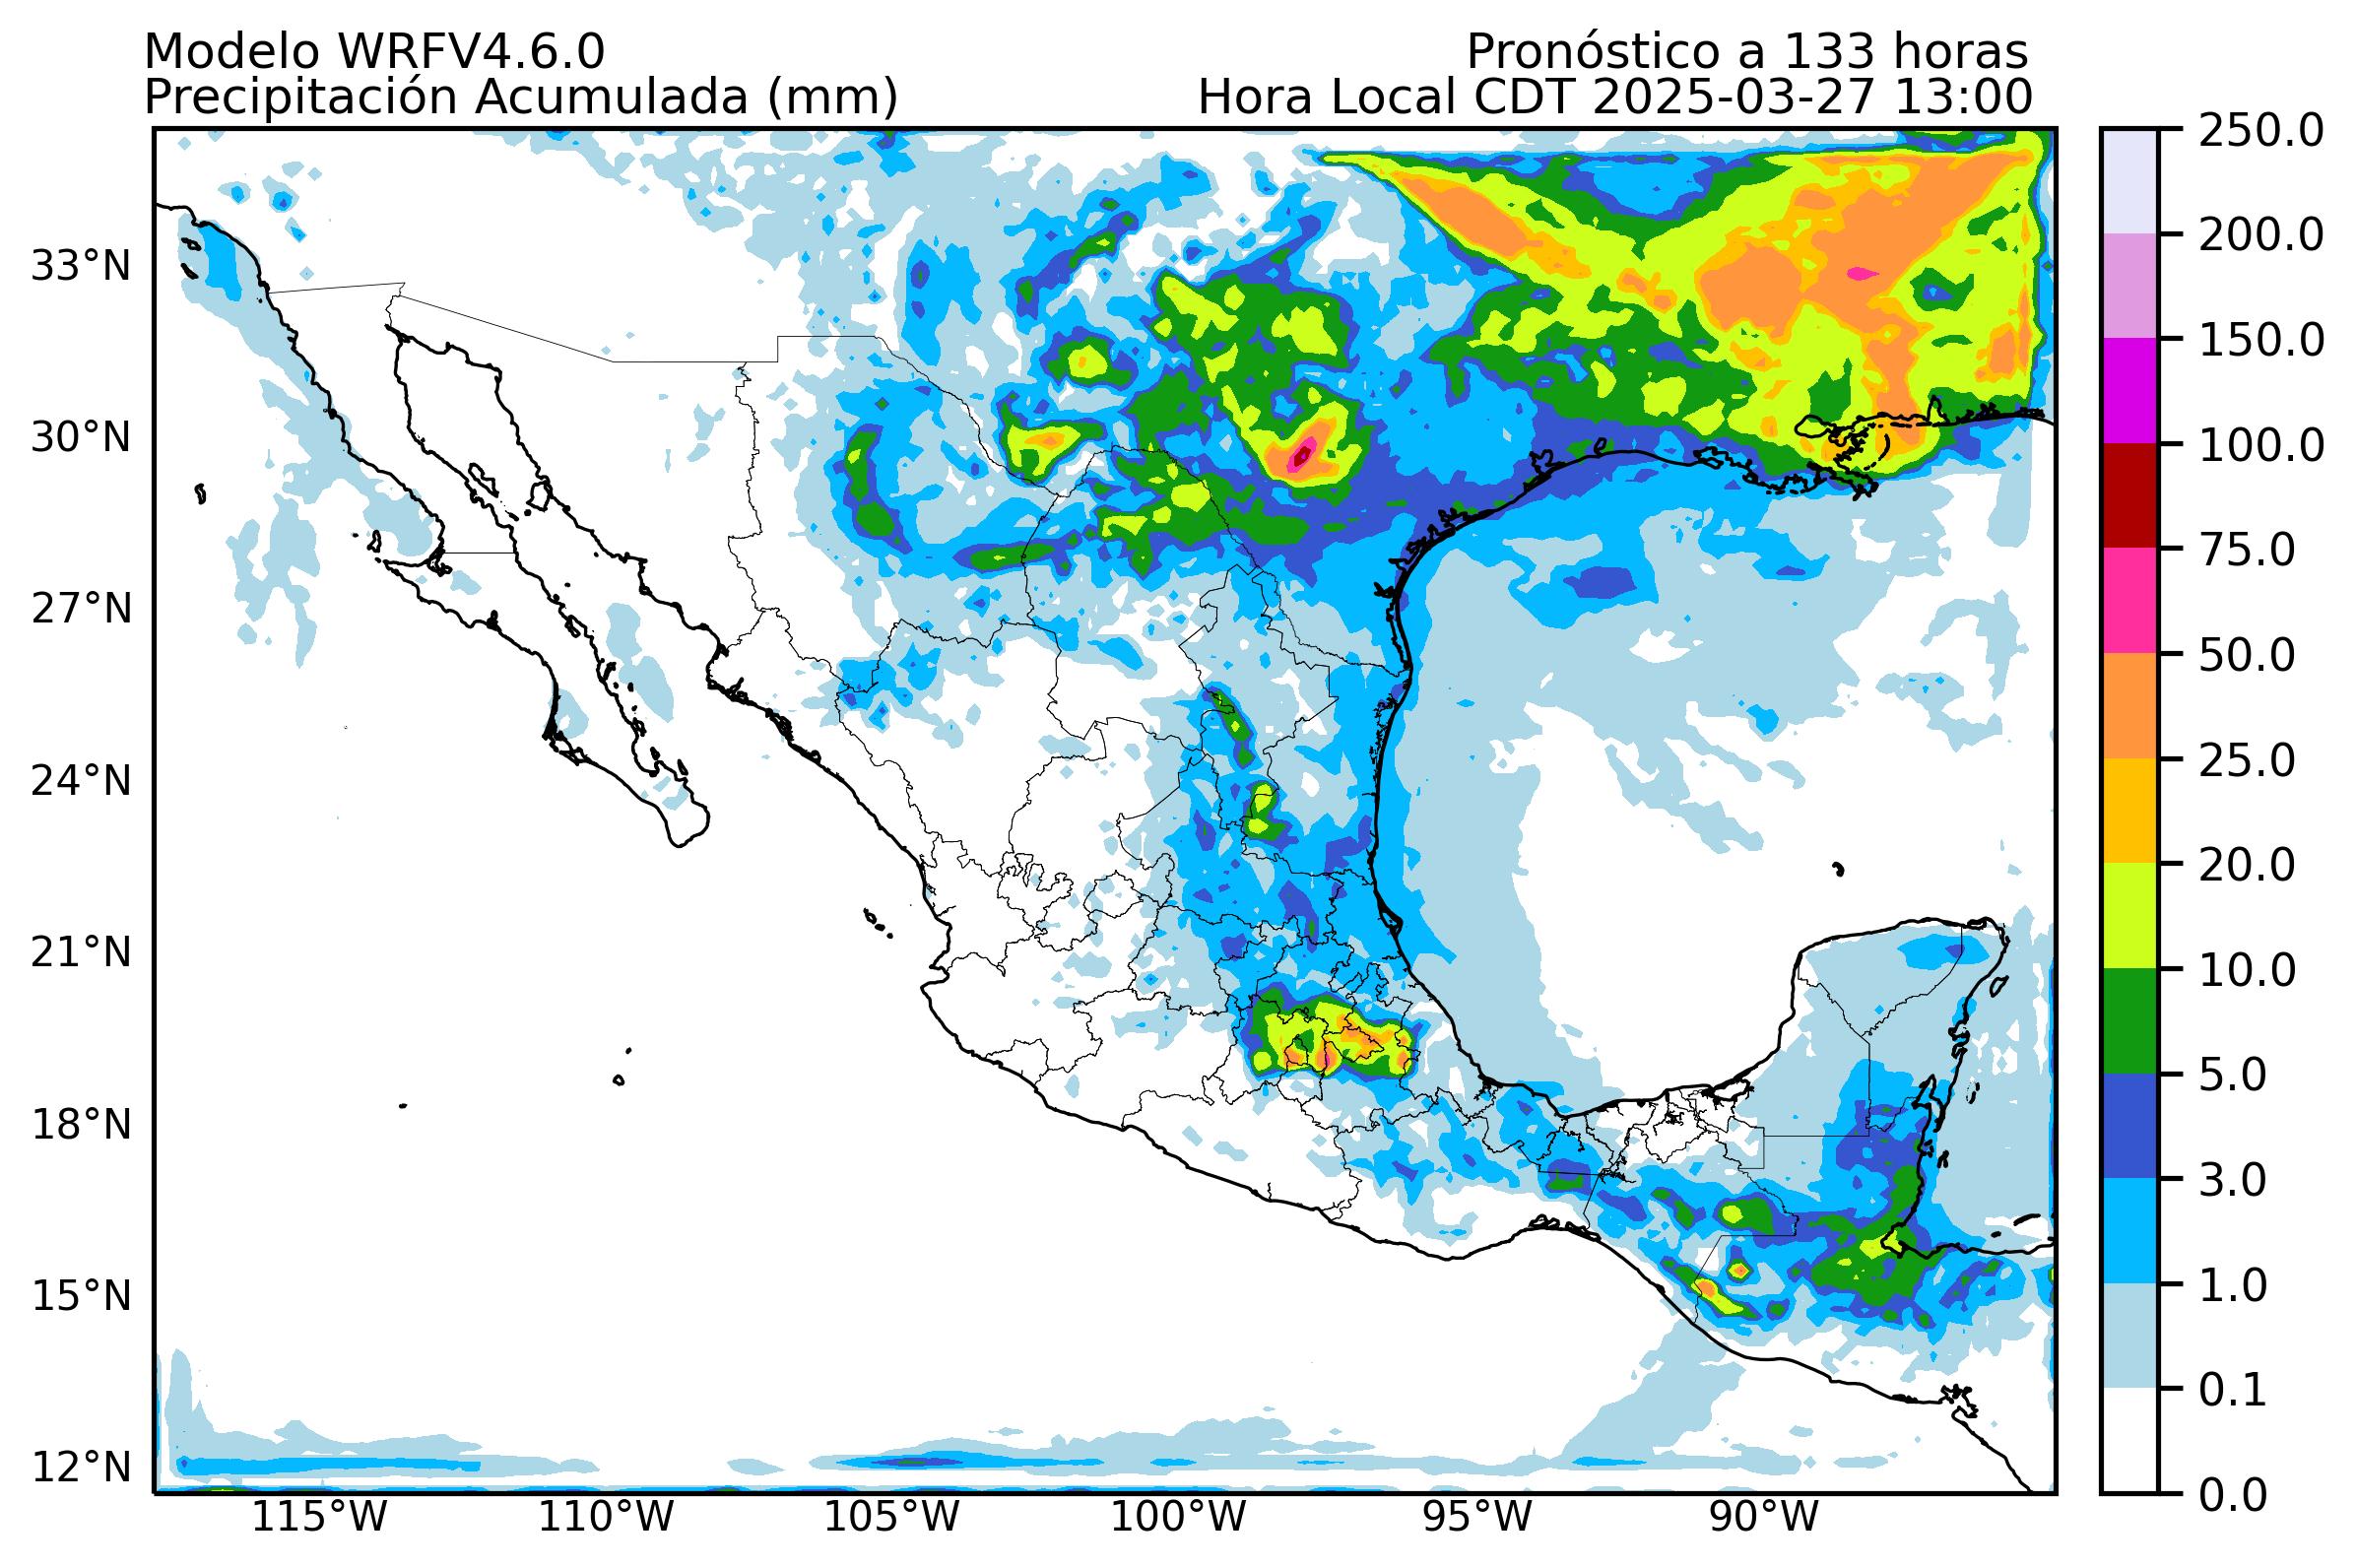 Modelo WRFV4.6.0
Pronóstico a 133 horas
Precipitación Acumulada (mm)
Hora Local CDT 2025-03-27 13:00
33°N
30°N
27°N
24°N
21°N
18°N
15°N
12°N
115°W
110°W
105°W
100°W
95°W
90°W
250.0
200.0
150.0
100.0
75.0
50.0
25.0
20.0
10.0
5.0
3.0
1.0
0.1
0.0